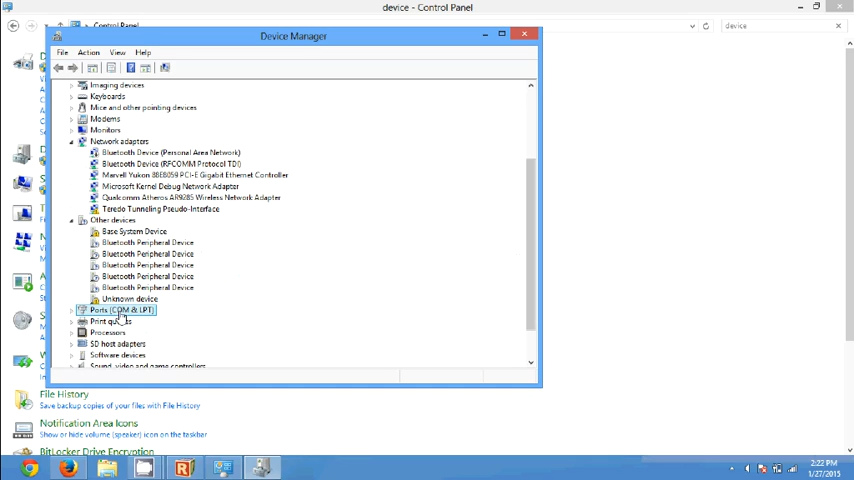 device - Control Panel
Control Panel
device
Device Manager
File Action View Help
Imaging devices
Keyboards
Mice and other pointing devices
Modems
Monitors
Network adapters
Bluetooth Device (Personal Area Network)
Bluetooth Device (RFCOMM Protocol TDI)
Marvell Yukon 88E8059 PCI-E Gigabit Ethernet Controller
Microsoft Kernel Debug Network Adapter
Qualcomm Atheros AR9285 Wireless Network Adapter
Teredo Tunneling Pseudo-Interface
Other devices
Base System Device
Bluetooth Peripheral Device
Bluetooth Peripheral Device
Bluetooth Peripheral Device
Bluetooth Peripheral Device
Bluetooth Peripheral Device
Unknown device
Ports (COM & LPT)
Print queues
Processors
SD host adapters
Software devices
Sound, video and game controllers
File History
Save backup copies of your files with File History
Notification Area Icons
Show or hide volume (speaker) icon on the taskbar
BitLocker Drive Encryption
2:22 PM
1/27/2015